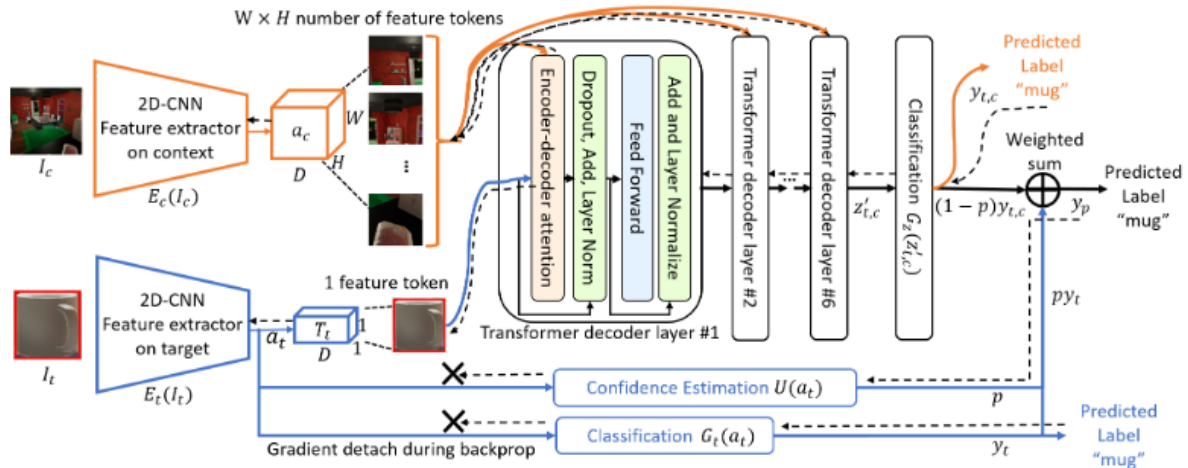 W × H number of feature tokens
2D-CNN
Feature extractor
on context
I_c
E_c(I_c)
a_c
W
H
D
...
Encoder-decoder attention
Dropout, Add, Layer Norm
Feed Forward
Add and Layer Normalize
Transformer decoder layer #1
Transformer decoder layer #2
...
Transformer decoder layer #6
z'_{t,c}
Classification G_z(z'_{t,c})
Predicted
Label
"mug"
y_{t,c}
Weighted
sum
(1 − p)y_{t,c}
y_p
Predicted
Label
"mug"
2D-CNN
Feature extractor
on target
I_t
E_t(I_t)
a_t
T_t
D
1
1
1 feature token
py_t
Confidence Estimation U(a_t)
p
Gradient detach during backprop
Classification G_t(a_t)
y_t
Predicted
Label
"mug"